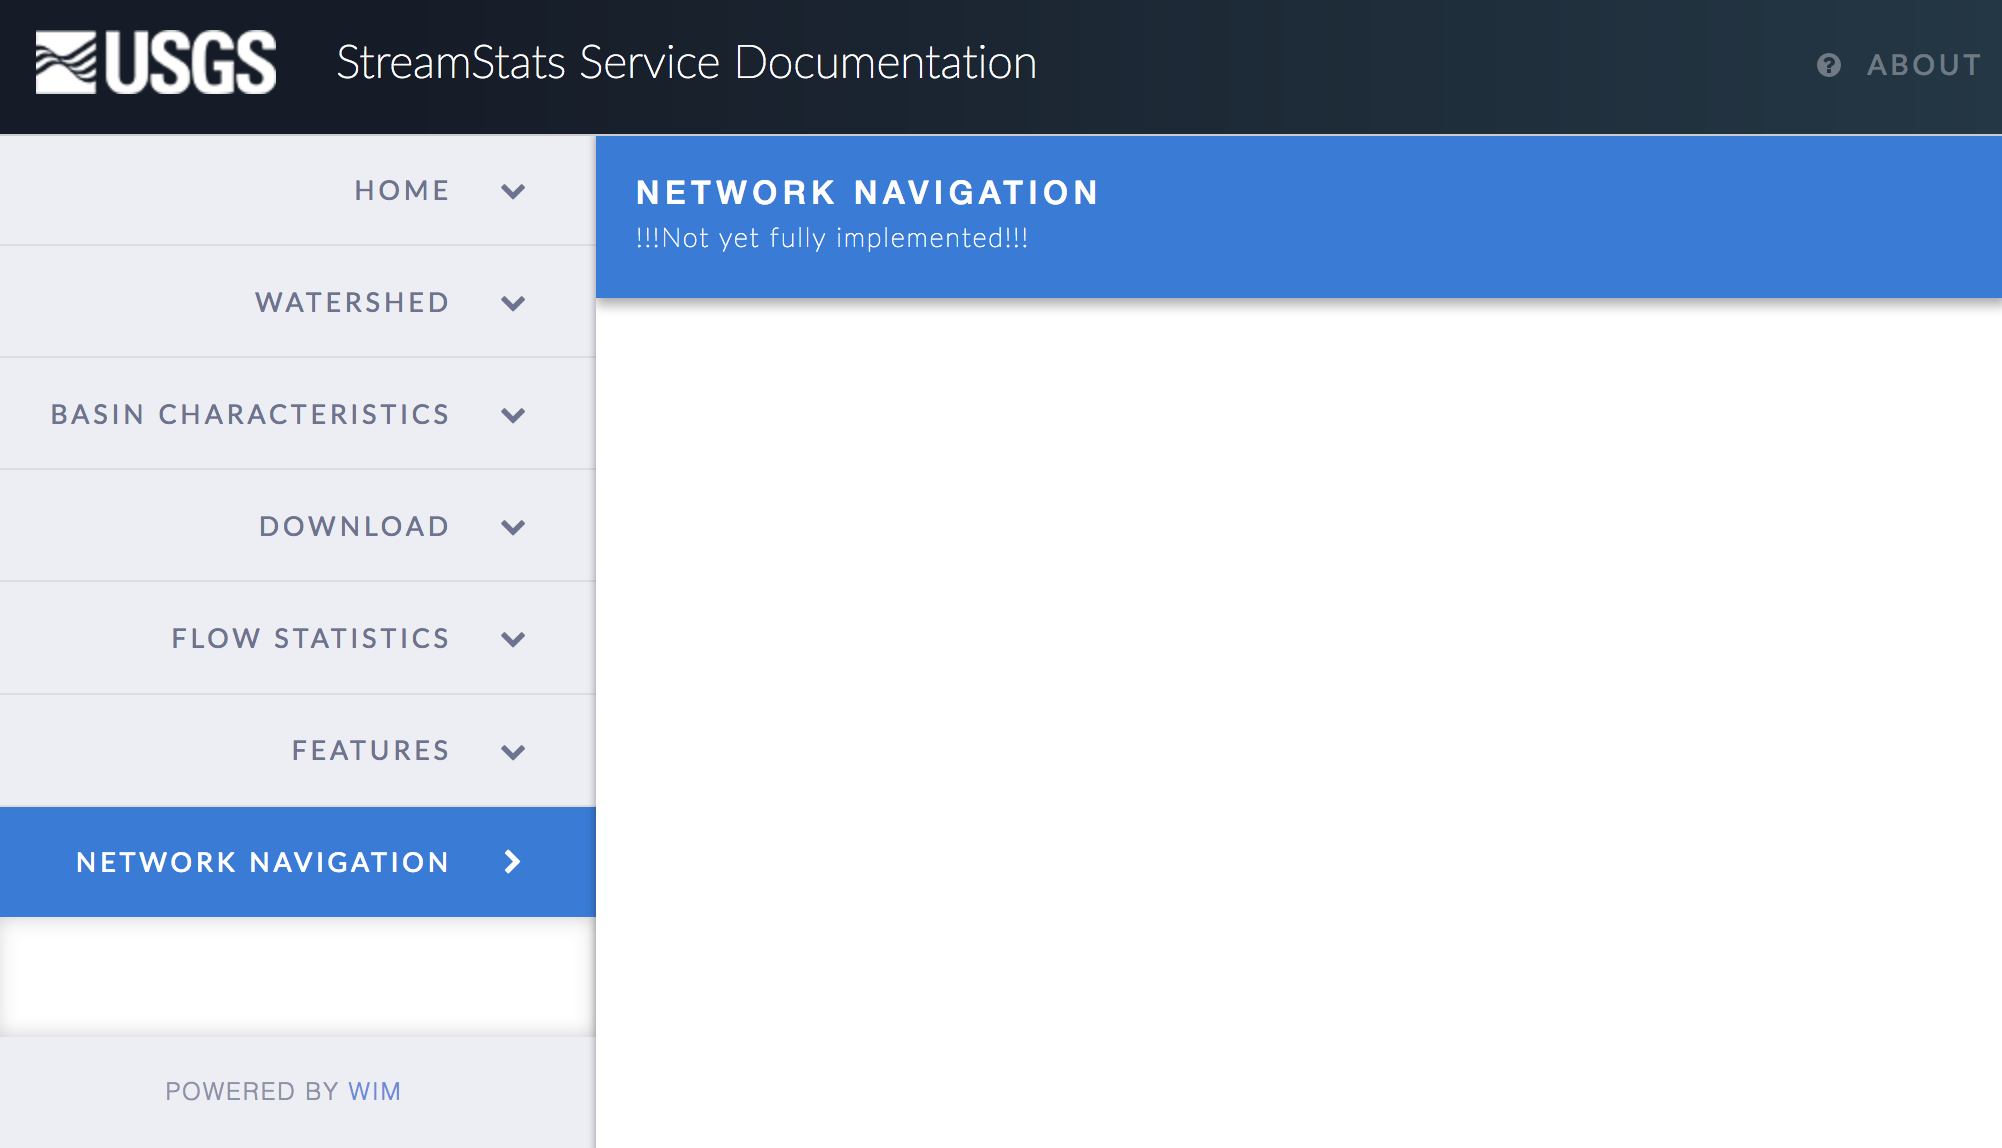 USGS
StreamStats Service Documentation
ABOUT
HOME
WATERSHED
BASIN CHARACTERISTICS
DOWNLOAD
FLOW STATISTICS
FEATURES
NETWORK NAVIGATION
POWERED BY WIM
NETWORK NAVIGATION
!!!Not yet fully implemented!!!